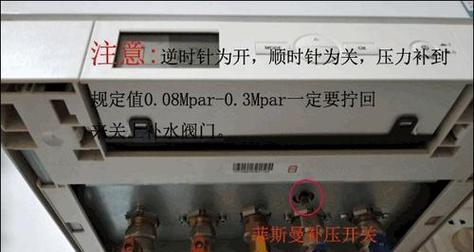 注意:逆时针为开，顺时针为关，压力补到
规定值0.08Mpar-0.3Mpar一定要拧回
来关上补水阀门。
菲斯曼补压开关